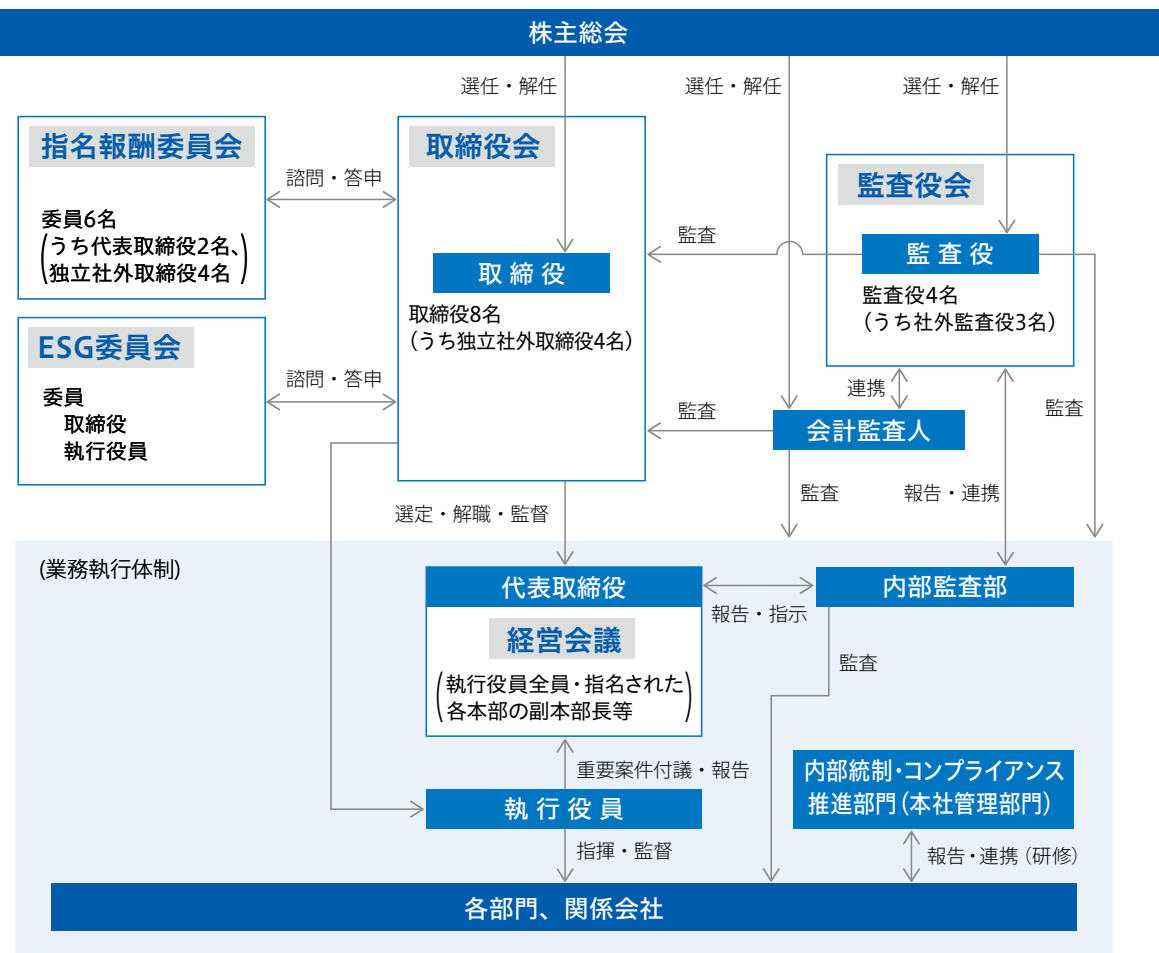 株主総会
選任・解任
選任・解任
選任・解任
指名報酬委員会
委員6名
(うち代表取締役2名、
独立社外取締役4名)
諮問・答申
取締役会
取締役
取締役8名
(うち独立社外取締役4名)
監査
監査役会
監査役
監査役4名
(うち社外監査役3名)
ESG委員会
委員
取締役
執行役員
諮問・答申
監査
連携
会計監査人
監査
選定・解職・監督
監査
報告・連携
(業務執行体制)
代表取締役
経営会議
(執行役員全員・指名された
各本部の副本部長等)
報告・指示
内部監査部
監査
重要案件付議・報告
執行役員
指揮・監督
内部統制・コンプライアンス
推進部門(本社管理部門)
報告・連携(研修)
各部門、関係会社